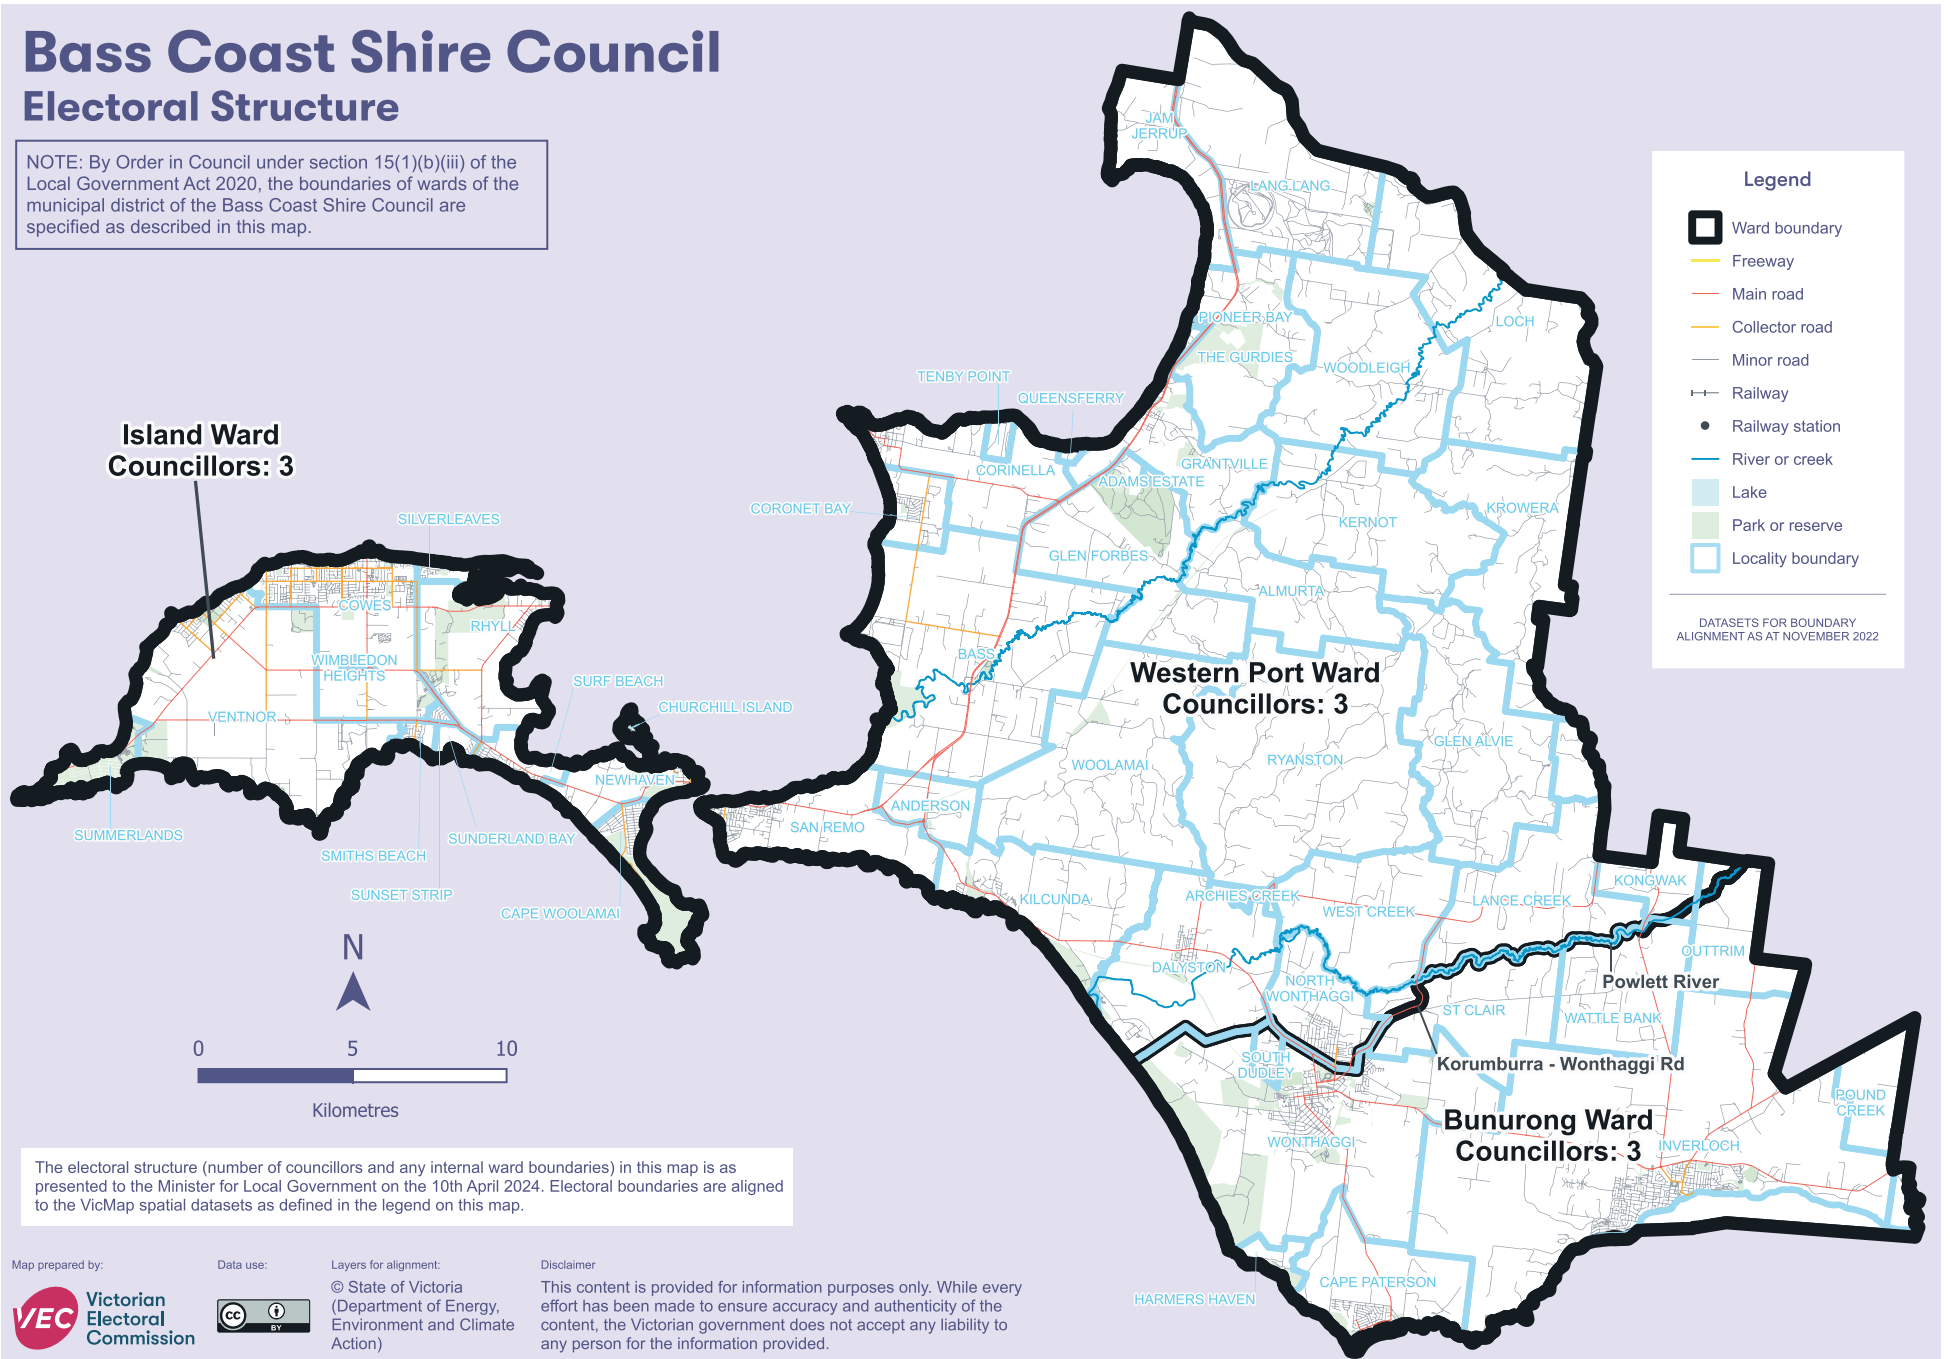 Bass Coast Shire Council
Electoral Structure
NOTE: By Order in Council under section 15(1)(b)(iii) of the
Local Government Act 2020, the boundaries of wards of the
municipal district of the Bass Coast Shire Council are
specified as described in this map.
Island Ward
Councillors: 3
SILVERLEAVES
COWES
RHYLL
WIMBLEDON
HEIGHTS
VENTNOR
SURF BEACH
CHURCHILL ISLAND
NEWHAVEN
SUMMERLANDS
SMITHS BEACH
SUNDERLAND BAY
SUNSET STRIP
CAPE WOOLAMAI
JAM
JERRUP
LANG LANG
PIONEER BAY
THE GURDIES
LOCH
WOODLEIGH
TENBY POINT
QUEENSFERRY
CORINELLA
GRANTVILLE
ADAMS ESTATE
CORONET BAY
KERNOT
KROWERA
GLEN FORBES
ALMURTA
BASS
Western Port Ward
Councillors: 3
GLEN ALVIE
RYANSTON
WOOLAMAI
ANDERSON
SAN REMO
KILCUNDA
ARCHIES CREEK
WEST CREEK
LANCE CREEK
KONGWAK
OUTTRIM
DALYSTON
NORTH
WONTHAGGI
Powlett River
ST CLAIR
WATTLE BANK
SOUTH
DUDLEY
Korumburra - Wonthaggi Rd
POUND
CREEK
Bunurong Ward
Councillors: 3
WONTHAGGI
INVERLOCH
CAPE PATERSON
HARMERS HAVEN
Legend
Ward boundary
Freeway
Main road
Collector road
Minor road
Railway
Railway station
River or creek
Lake
Park or reserve
Locality boundary
DATASETS FOR BOUNDARY
ALIGNMENT AS AT NOVEMBER 2022
N
0 5 10
Kilometres
The electoral structure (number of councillors and any internal ward boundaries) in this map is as
presented to the Minister for Local Government on the 10th April 2024. Electoral boundaries are aligned
to the VicMap spatial datasets as defined in the legend on this map.
Map prepared by:
VEC
Victorian
Electoral
Commission
Data use:
cc
BY
Layers for alignment:
© State of Victoria
(Department of Energy,
Environment and Climate
Action)
Disclaimer
This content is provided for information purposes only. While every
effort has been made to ensure accuracy and authenticity of the
content, the Victorian government does not accept any liability to
any person for the information provided.